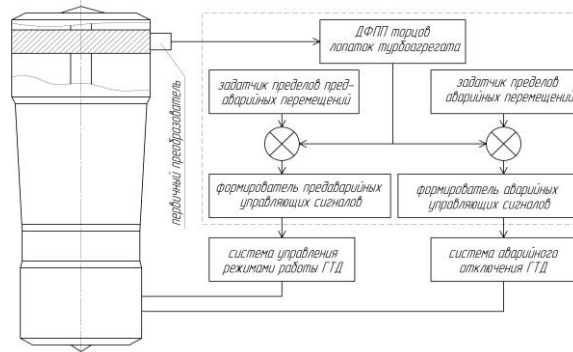 ДФПП торцов
лопаток турбоагрегата
задатчик пределов пред-
аварийных перемещений
задатчик пределов
аварийных перемещений
первичный преобразователь
формирователь предаварийных
управляющих сигналов
формирователь аварийных
управляющих сигналов
система управления
режимами работы ГТД
система аварийного
отключения ГТД